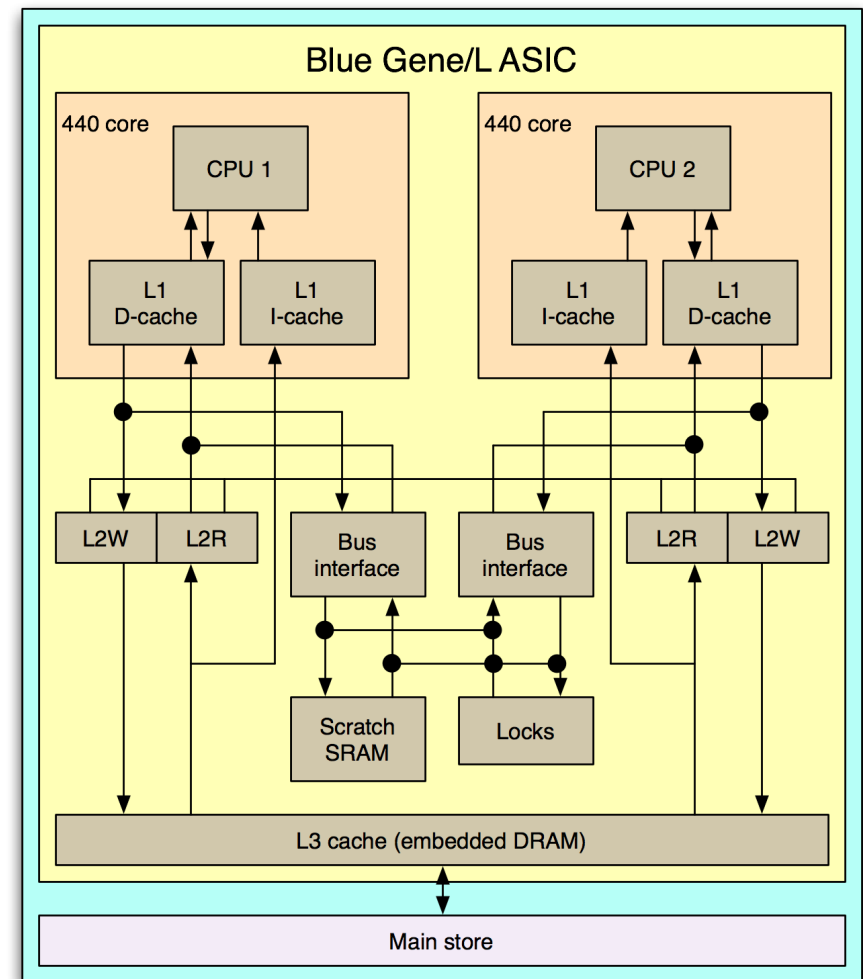 Blue Gene/L ASIC
440 core
440 core
CPU 1
CPU 2
L1
D-cache
L1
I-cache
L1
I-cache
L1
D-cache
L2W
L2R
Bus
interface
Bus
interface
L2R
L2W
Scratch
SRAM
Locks
L3 cache (embedded DRAM)
Main store